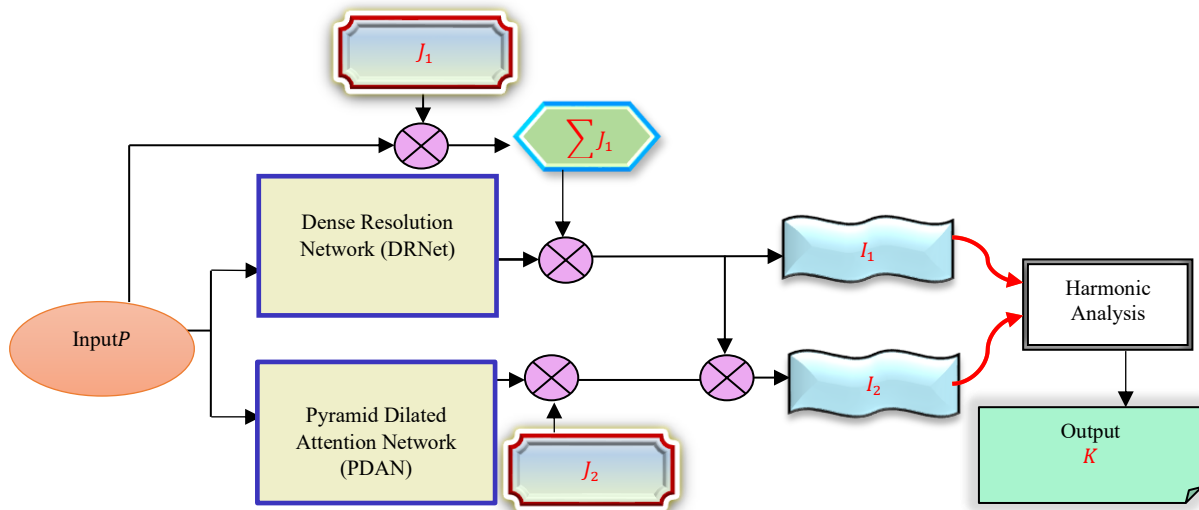 J₁
∑ J₁
Dense Resolution
Network (DRNet)
I₁
Harmonic
Analysis
InputP
I₂
Pyramid Dilated
Attention Network
(PDAN)
J₂
Output
K